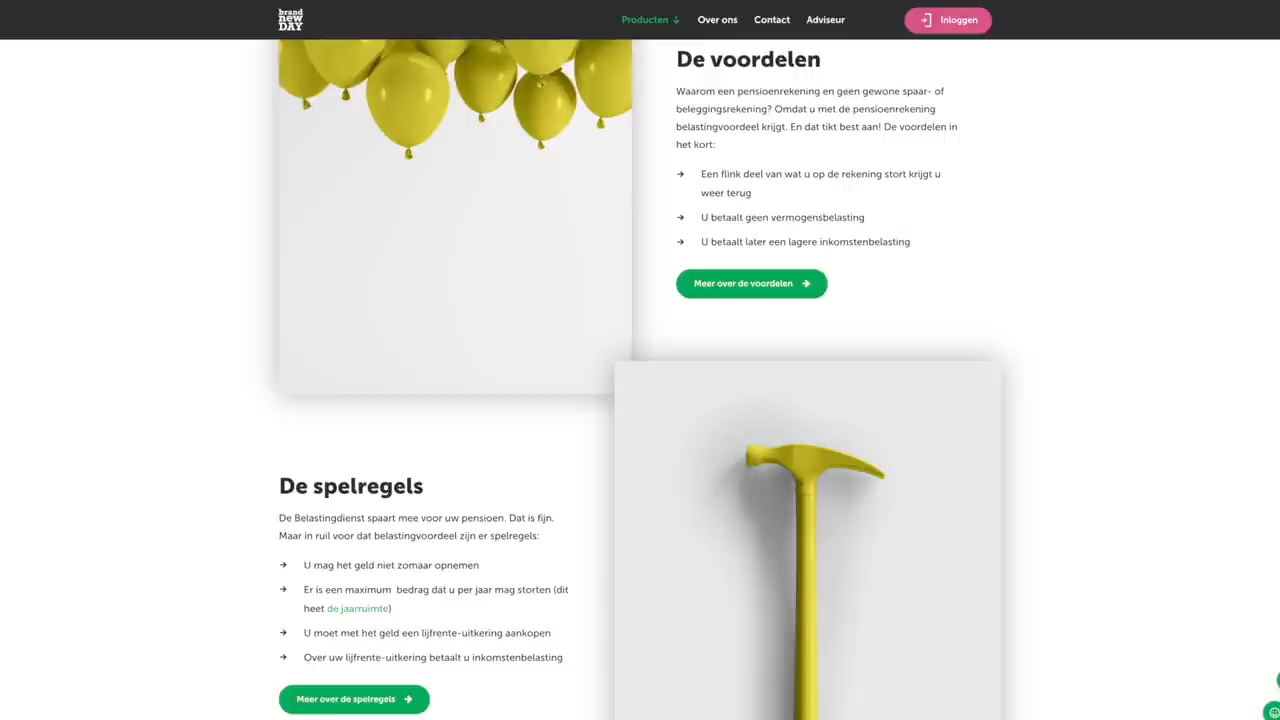 brand
new
DAY
Producten ↓
Over ons
Contact
Adviseur
Inloggen
De voordelen
Waarom een pensioenrekening en geen gewone spaar- of
beleggingsrekening? Omdat u met de pensioenrekening
belastingvoordeel krijgt. En dat tikt best aan! De voordelen in
het kort:
→ Een flink deel van wat u op de rekening stort krijgt u
weer terug
→ U betaalt geen vermogensbelasting
→ U betaalt later een lagere inkomstenbelasting
Meer over de voordelen →
De spelregels
De Belastingdienst spaart mee voor uw pensioen. Dat is fijn.
Maar in ruil voor dat belastingvoordeel zijn er spelregels:
→ U mag het geld niet zomaar opnemen
→ Er is een maximum bedrag dat u per jaar mag storten (dit
heet de jaarruimte)
→ U moet met het geld een lijfrente-uitkering aankopen
→ Over uw lijfrente-uitkering betaalt u inkomstenbelasting
Meer over de spelregels →